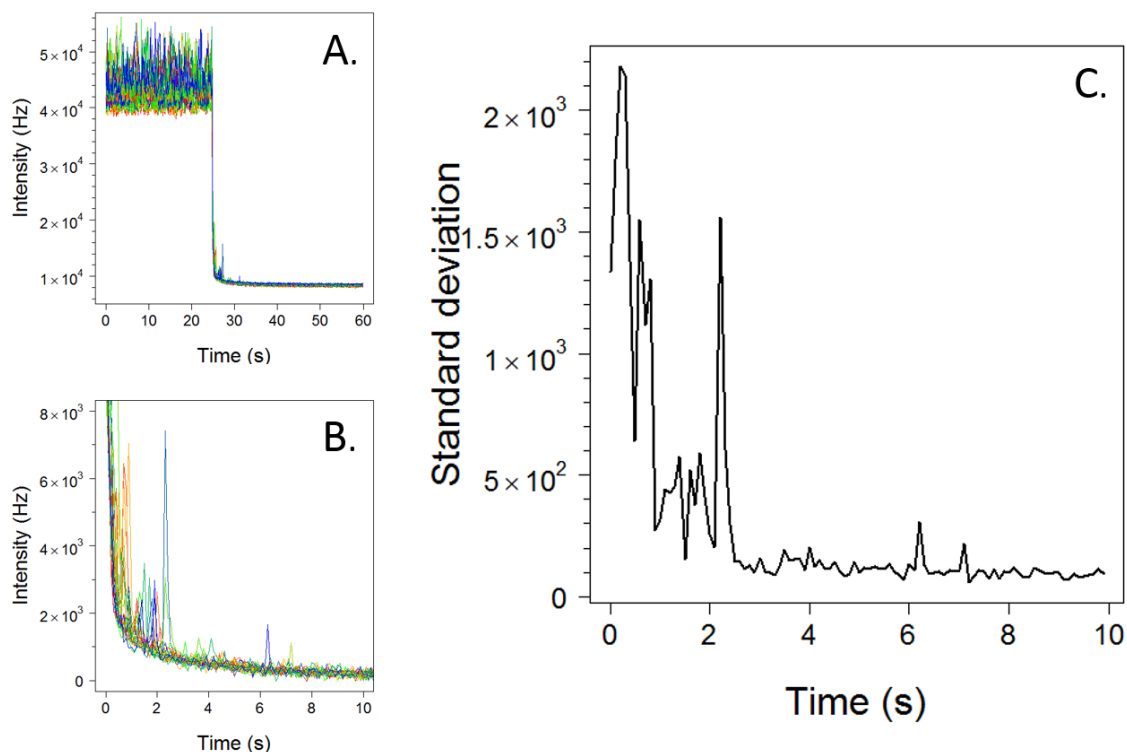 A.
Intensity (Hz)
5 × 10⁴
4 × 10⁴
3 × 10⁴
2 × 10⁴
1 × 10⁴
0 10 20 30 40 50 60
Time (s)
B.
Intensity (Hz)
8 × 10³
6 × 10³
4 × 10³
2 × 10³
0
0 2 4 6 8 10
Time (s)
C.
Standard deviation
2 × 10³
1.5 × 10³
1 × 10³
5 × 10²
0
0 2 4 6 8 10
Time (s)